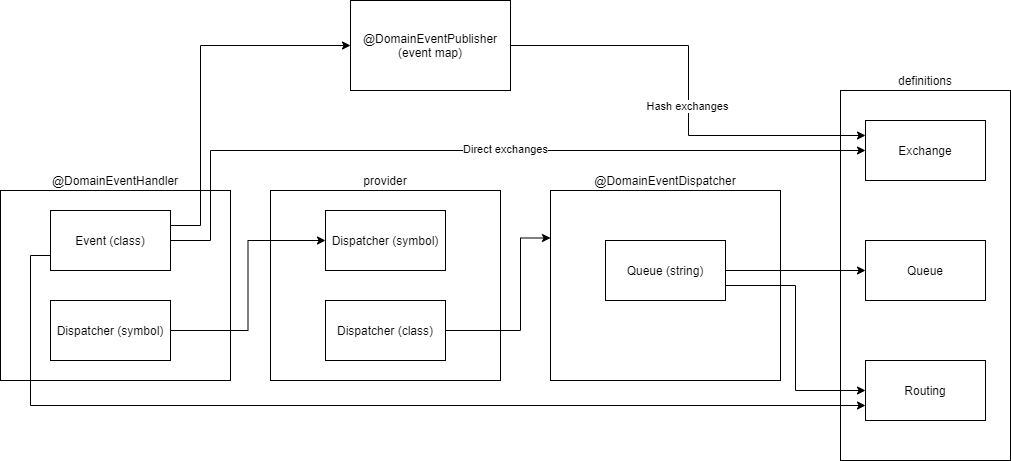 @DomainEventPublisher
(event map)
definitions
Hash exchanges
Exchange
Direct exchanges
@DomainEventHandler
provider
@DomainEventDispatcher
Event (class)
Dispatcher (symbol)
Queue (string)
Queue
Dispatcher (symbol)
Dispatcher (class)
Routing